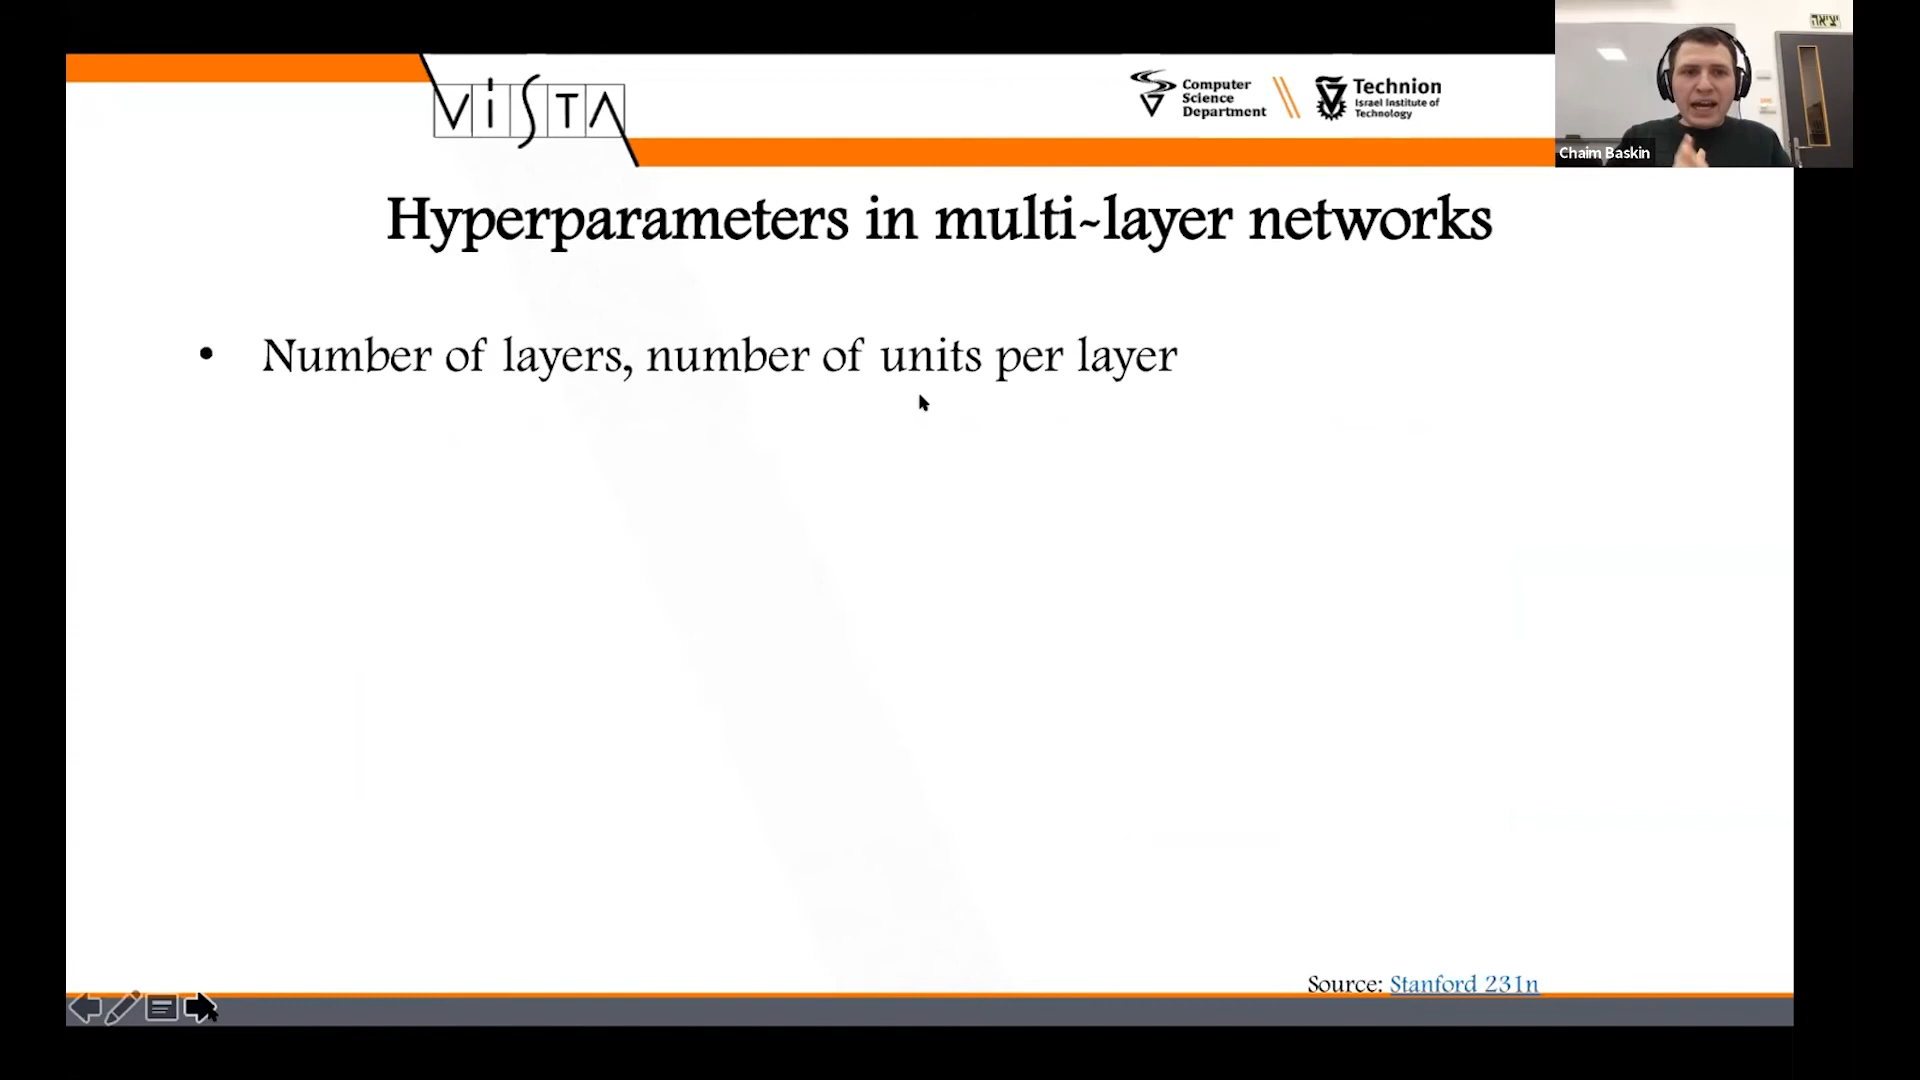 יציאה
ViSTA
Computer
Science
Department
Technion
Israel Institute of
Technology
Chaim Baskin
Hyperparameters in multi-layer networks
• Number of layers, number of units per layer
Source: Stanford 231n